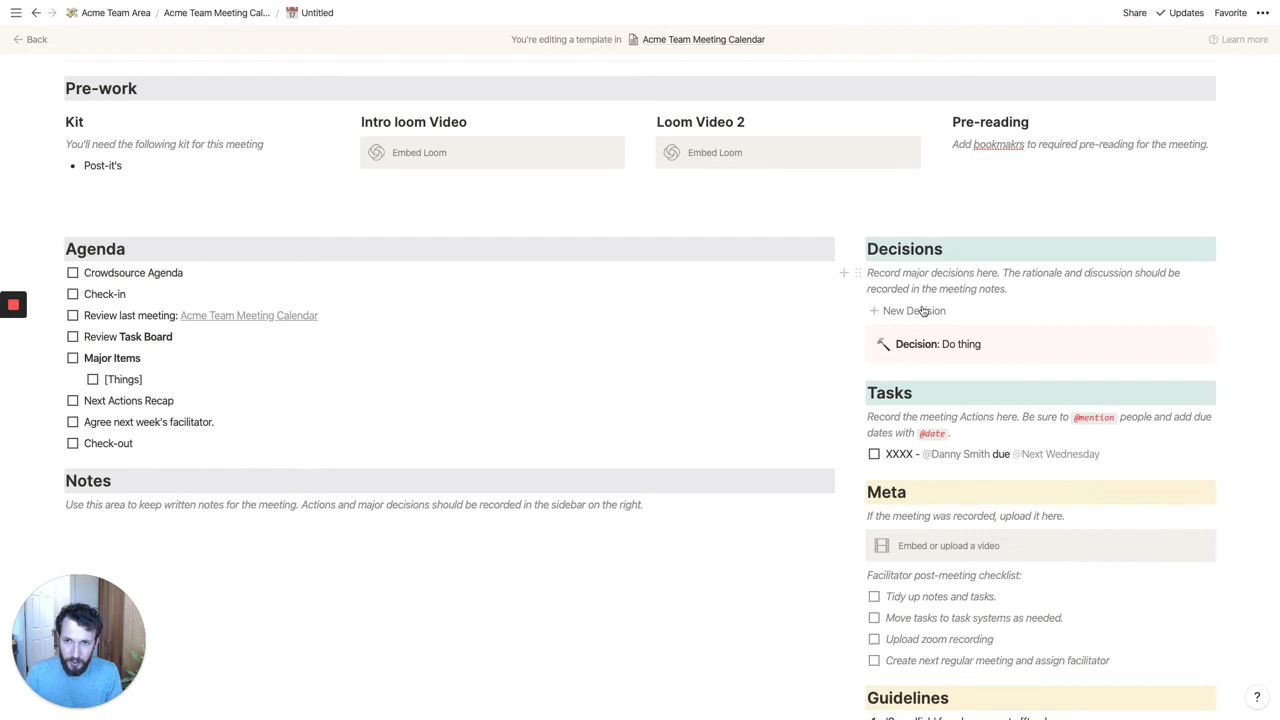 Acme Team Area / Acme Team Meeting Cal... / Untitled
Share Updates Favorite
Back
You're editing a template in Acme Team Meeting Calendar
Learn more
Pre-work
Kit
You'll need the following kit for this meeting
• Post-it's
Intro loom Video
Embed Loom
Loom Video 2
Embed Loom
Pre-reading
Add bookmakrs to required pre-reading for the meeting.
Agenda
Crowdsource Agenda
Check-in
Review last meeting: Acme Team Meeting Calendar
Review Task Board
Major Items
[Things]
Next Actions Recap
Agree next week's facilitator.
Check-out
Notes
Use this area to keep written notes for the meeting. Actions and major decisions should be recorded in the sidebar on the right.
Decisions
Record major decisions here. The rationale and discussion should be
recorded in the meeting notes.
+ New Decision
Decision: Do thing
Tasks
Record the meeting Actions here. Be sure to @mention people and add due
dates with @date.
XXXX - @Danny Smith due @Next Wednesday
Meta
If the meeting was recorded, upload it here.
Embed or upload a video
Facilitator post-meeting checklist:
Tidy up notes and tasks.
Move tasks to task systems as needed.
Upload zoom recording
Create next regular meeting and assign facilitator
Guidelines
?